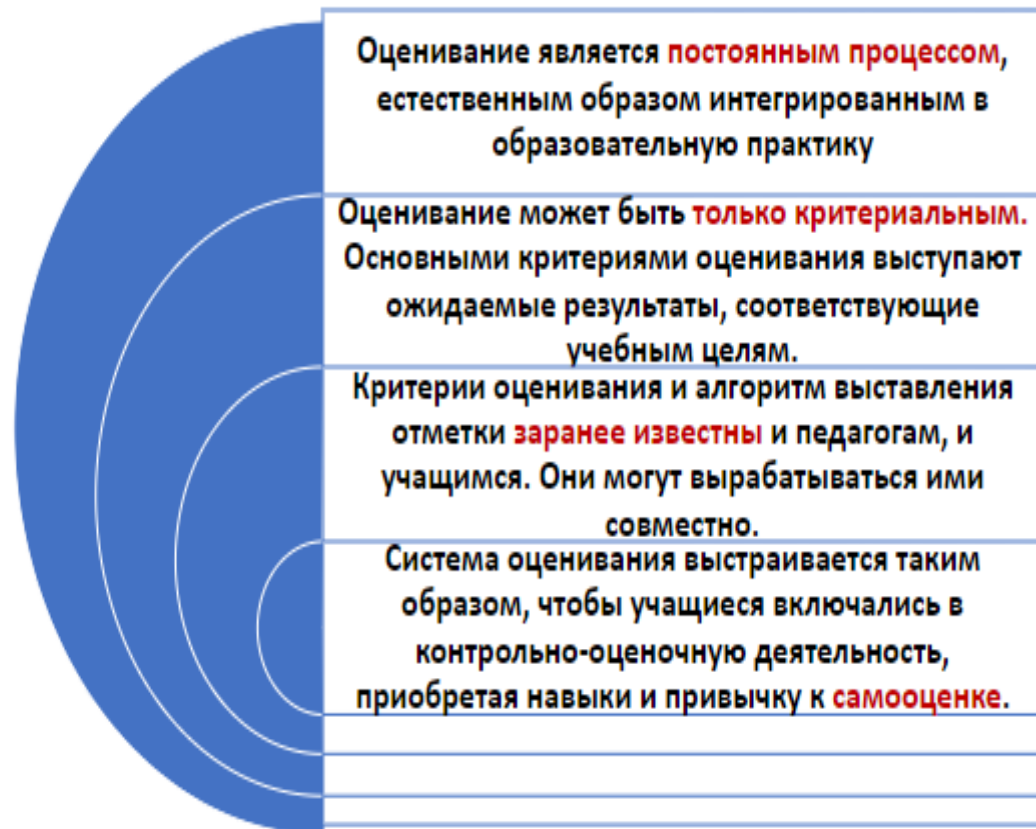 Оценивание является постоянным процессом,
естественным образом интегрированным в
образовательную практику
Оценивание может быть только критериальным.
Основными критериями оценивания выступают
ожидаемые результаты, соответствующие
учебным целям.
Критерии оценивания и алгоритм выставления
отметки заранее известны и педагогам, и
учащимся. Они могут вырабатываться ими
совместно.
Система оценивания выстраивается таким
образом, чтобы учащиеся включались в
контрольно-оценочную деятельность,
приобретая навыки и привычку к самооценке.